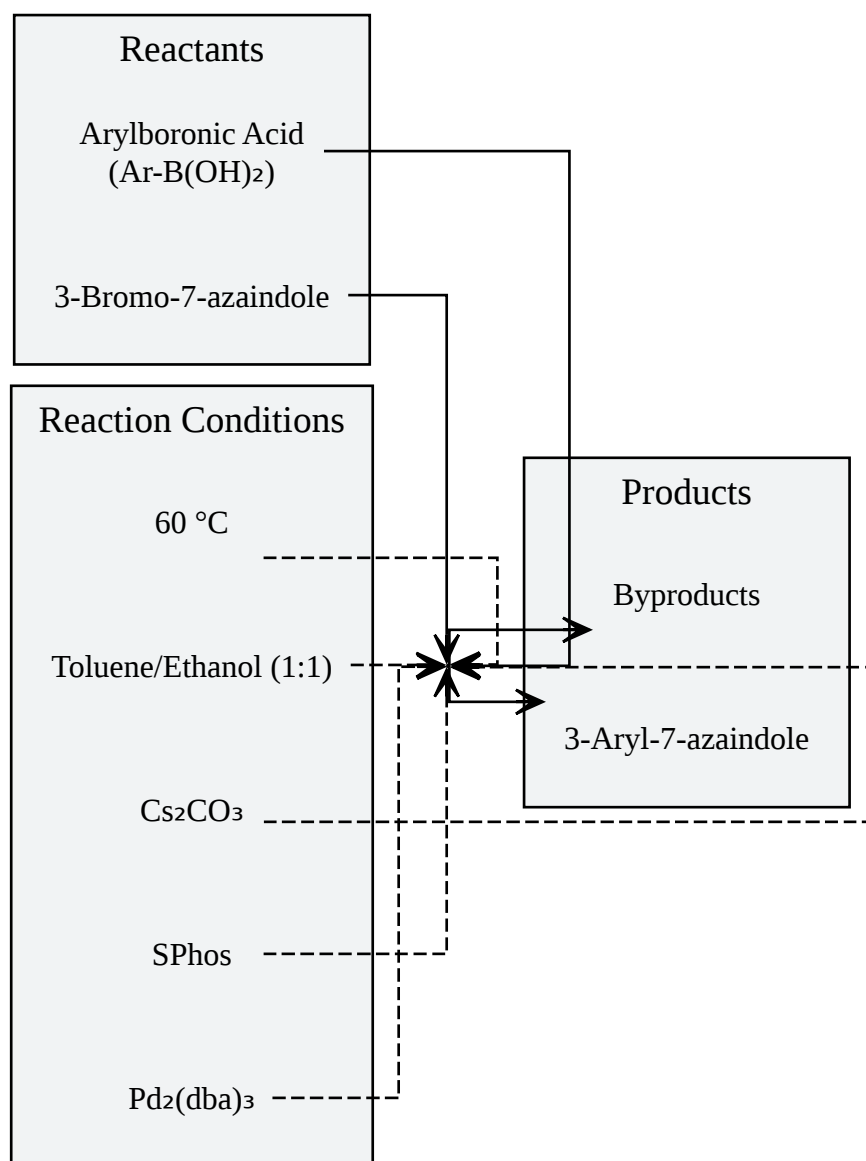 Reactants
Arylboronic Acid
(Ar-B(OH)₂)
3-Bromo-7-azaindole
Reaction Conditions
60 °C
Toluene/Ethanol (1:1)
Cs₂CO₃
SPhos
Pd₂(dba)₃
Products
Byproducts
3-Aryl-7-azaindole